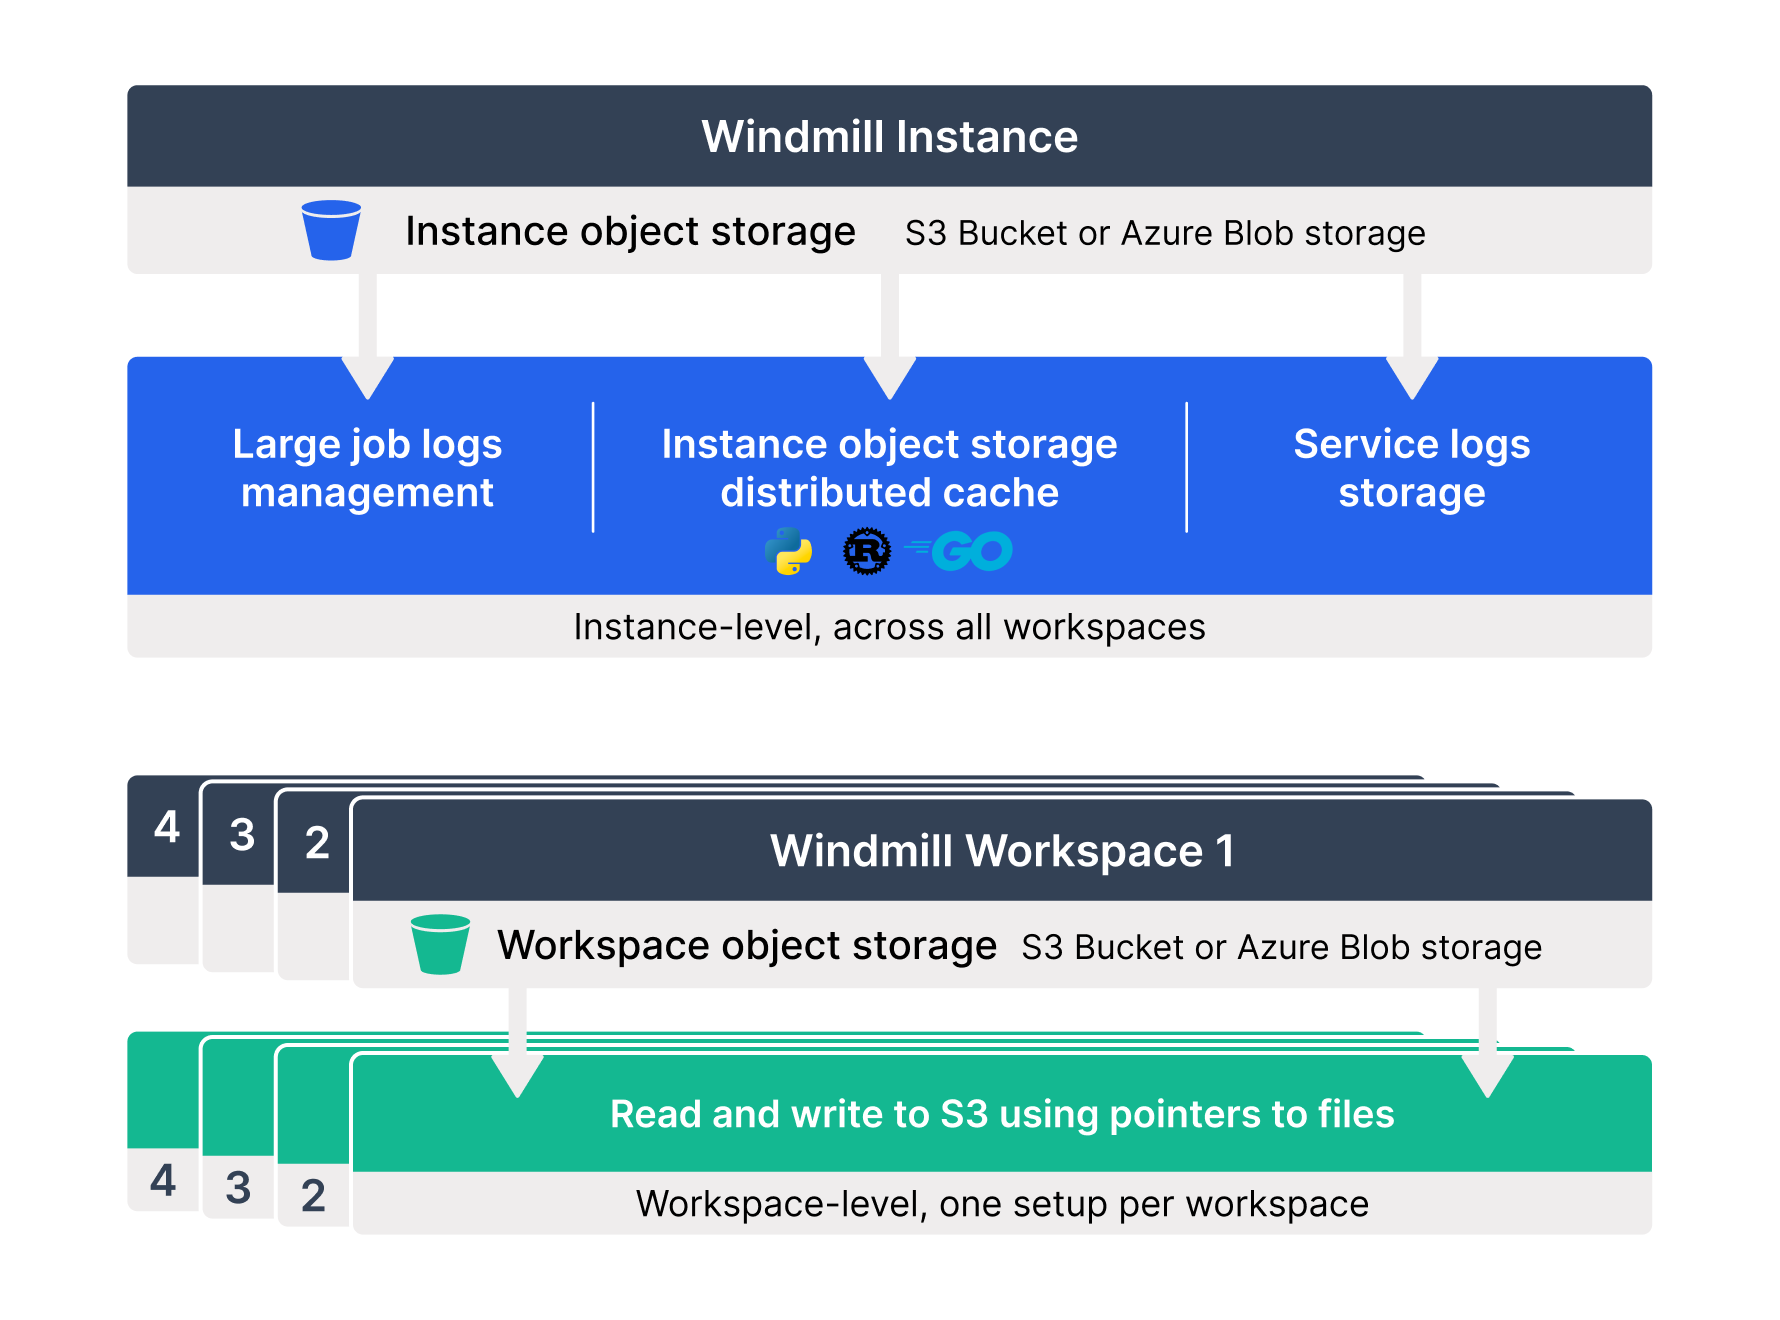 Windmill Instance
Instance object storage S3 Bucket or Azure Blob storage
Large job logs
management
Instance object storage
distributed cache
R GO
Service logs
storage
Instance-level, across all workspaces
4 3 2 Windmill Workspace 1
Workspace object storage S3 Bucket or Azure Blob storage
Read and write to S3 using pointers to files
4 3 2 Workspace-level, one setup per workspace